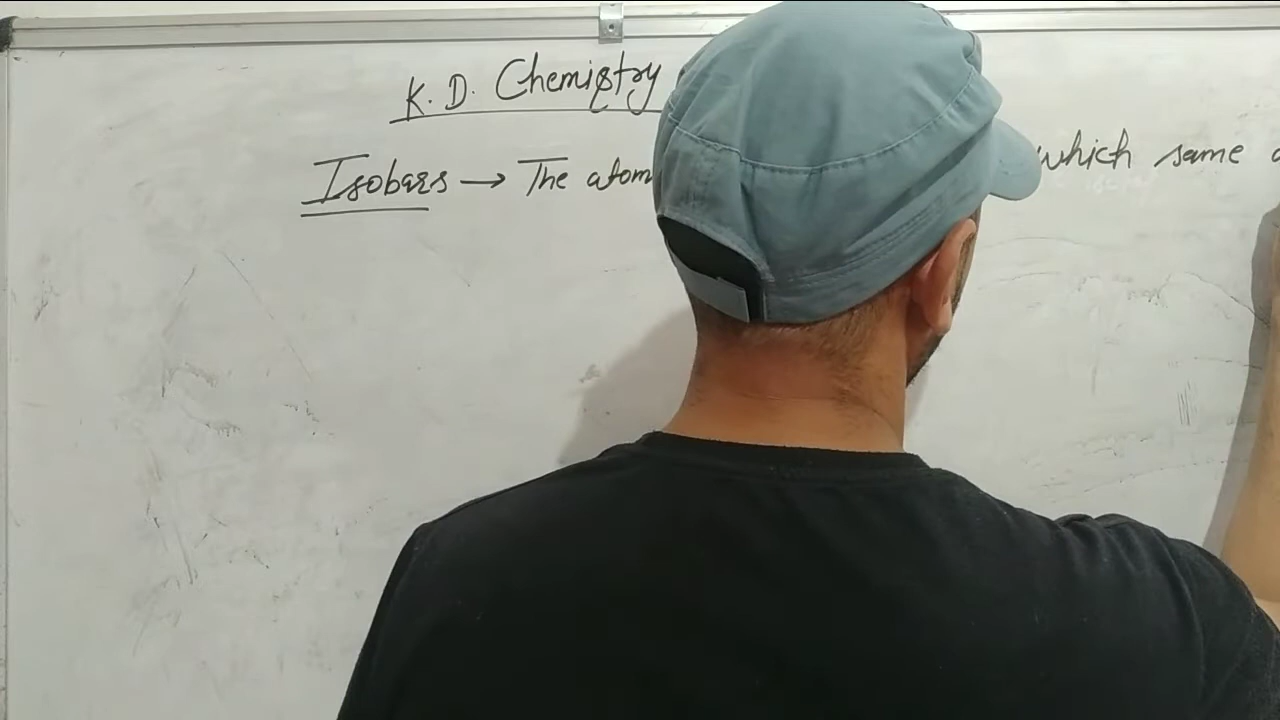 K. D. Chemistry
Isobars → The atom which same